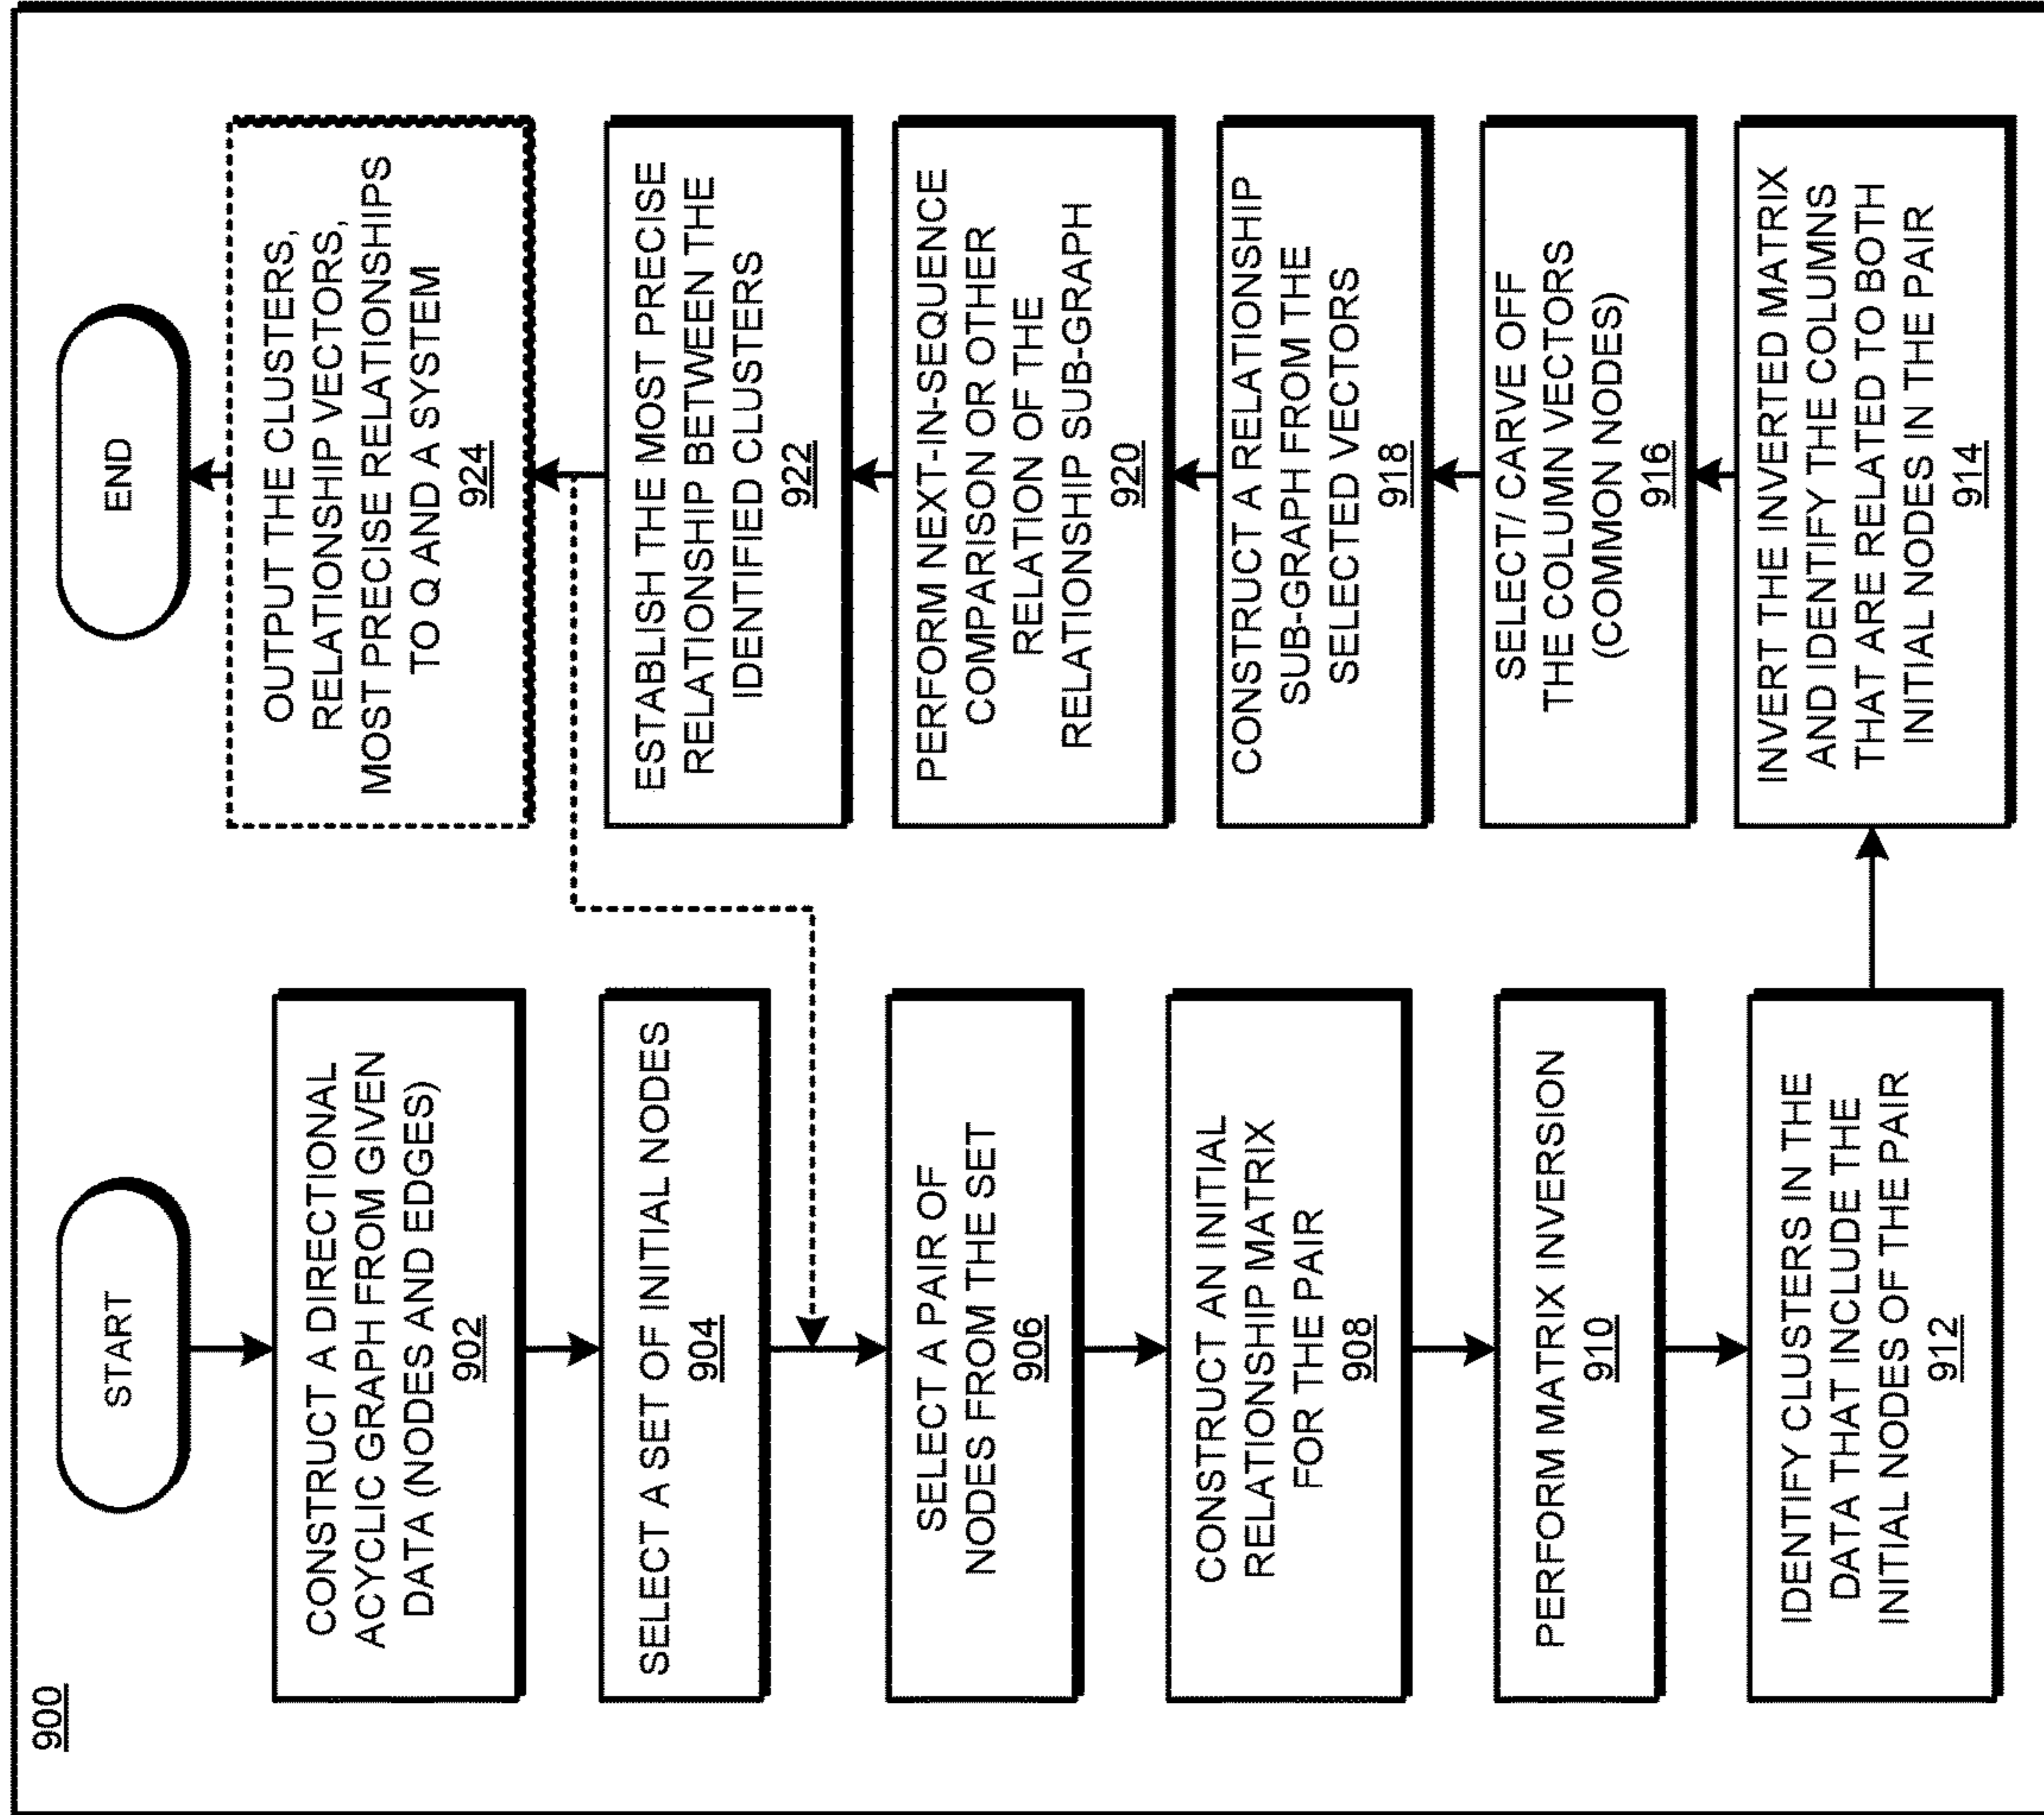 900
START
CONSTRUCT A DIRECTIONAL
ACYCLIC GRAPH FROM GIVEN
DATA (NODES AND EDGES)
902
SELECT A SET OF INITIAL NODES
904
SELECT A PAIR OF
NODES FROM THE SET
906
CONSTRUCT AN INITIAL
RELATIONSHIP MATRIX
FOR THE PAIR
908
PERFORM MATRIX INVERSION
910
IDENTIFY CLUSTERS IN THE
DATA THAT INCLUDE THE
INITIAL NODES OF THE PAIR
912
INVERT THE INVERTED MATRIX
AND IDENTIFY THE COLUMNS
THAT ARE RELATED TO BOTH
INITIAL NODES IN THE PAIR
914
SELECT/ CARVE OFF
THE COLUMN VECTORS
(COMMON NODES)
916
CONSTRUCT A RELATIONSHIP
SUB-GRAPH FROM THE
SELECTED VECTORS
918
PERFORM NEXT-IN-SEQUENCE
COMPARISON OR OTHER
RELATION OF THE
RELATIONSHIP SUB-GRAPH
920
ESTABLISH THE MOST PRECISE
RELATIONSHIP BETWEEN THE
IDENTIFIED CLUSTERS
922
OUTPUT THE CLUSTERS,
RELATIONSHIP VECTORS,
MOST PRECISE RELATIONSHIPS
TO Q AND A SYSTEM
924
END